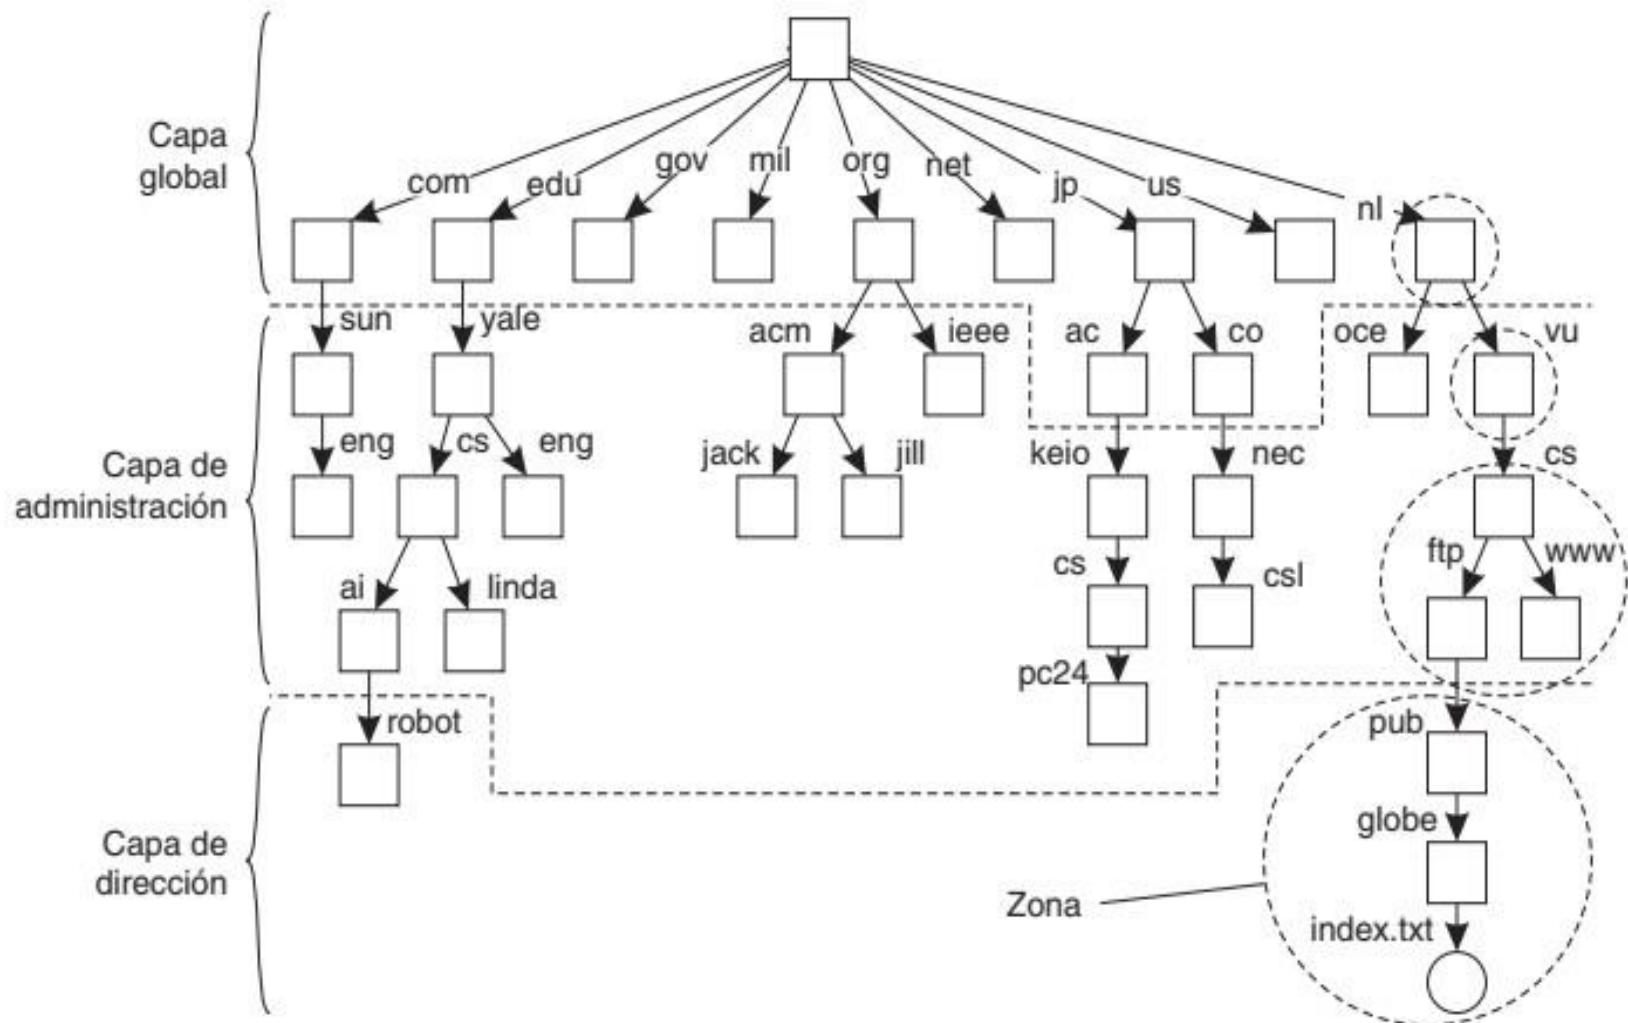 Capa
global
com
edu
gov
mil
org
net
jp
us
nl
Capa de
administración
sun
yale
acm
ieee
ac
co
oce
vu
eng
cs
eng
jack
jill
keio
nec
cs
ai
linda
cs
csl
ftp
www
pc24
Capa de
dirección
robot
pub
globe
Zona
index.txt